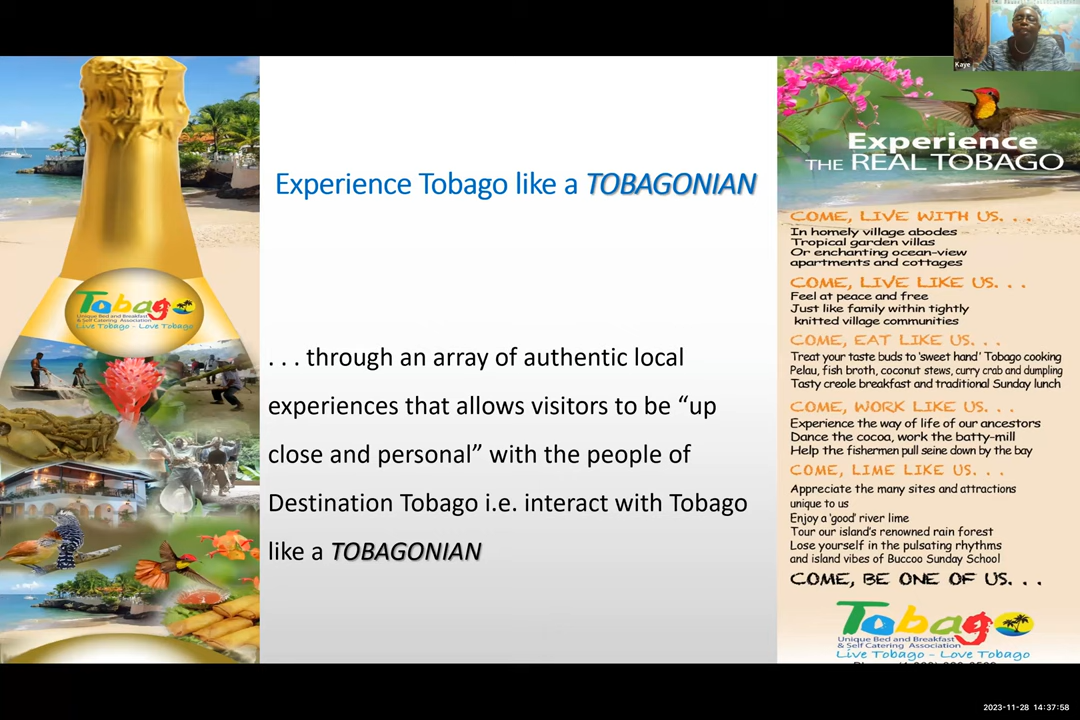 Kaye
Experience Tobago like a TOBAGONIAN
. . . through an array of authentic local
experiences that allows visitors to be “up
close and personal” with the people of
Destination Tobago i.e. interact with Tobago
like a TOBAGONIAN
Tobago
Unique Bed and Breakfast
& Self Catering Association
Live Tobago - Love Tobago
Experience
THE REAL TOBAGO
COME, LIVE WITH US. . .
In homely village abodes
Tropical garden villas
Or enchanting ocean-view
apartments and cottages
COME, LIVE LIKE US. . .
Feel at peace and free
Just like family within tightly
knitted village communities
COME, EAT LIKE US. . .
Treat your taste buds to ‘sweet hand’ Tobago cooking
Pelau, fish broth, coconut stews, curry crab and dumpling
Tasty creole breakfast and traditional Sunday lunch
COME, WORK LIKE US. . .
Experience the way of life of our ancestors
Dance the cocoa, work the batty-mill
Help the fishermen pull seine down by the bay
COME, LIME LIKE US. . .
Appreciate the many sites and attractions
unique to us
Enjoy a ‘good’ river lime
Tour our island’s renowned rain forest
Lose yourself in the pulsating rhythms
and island vibes of Buccoo Sunday School
COME, BE ONE OF US. . .
Tobago
Unique Bed and Breakfast
& Self Catering Association
Live Tobago - Love Tobago
2023-11-28 14:37:58